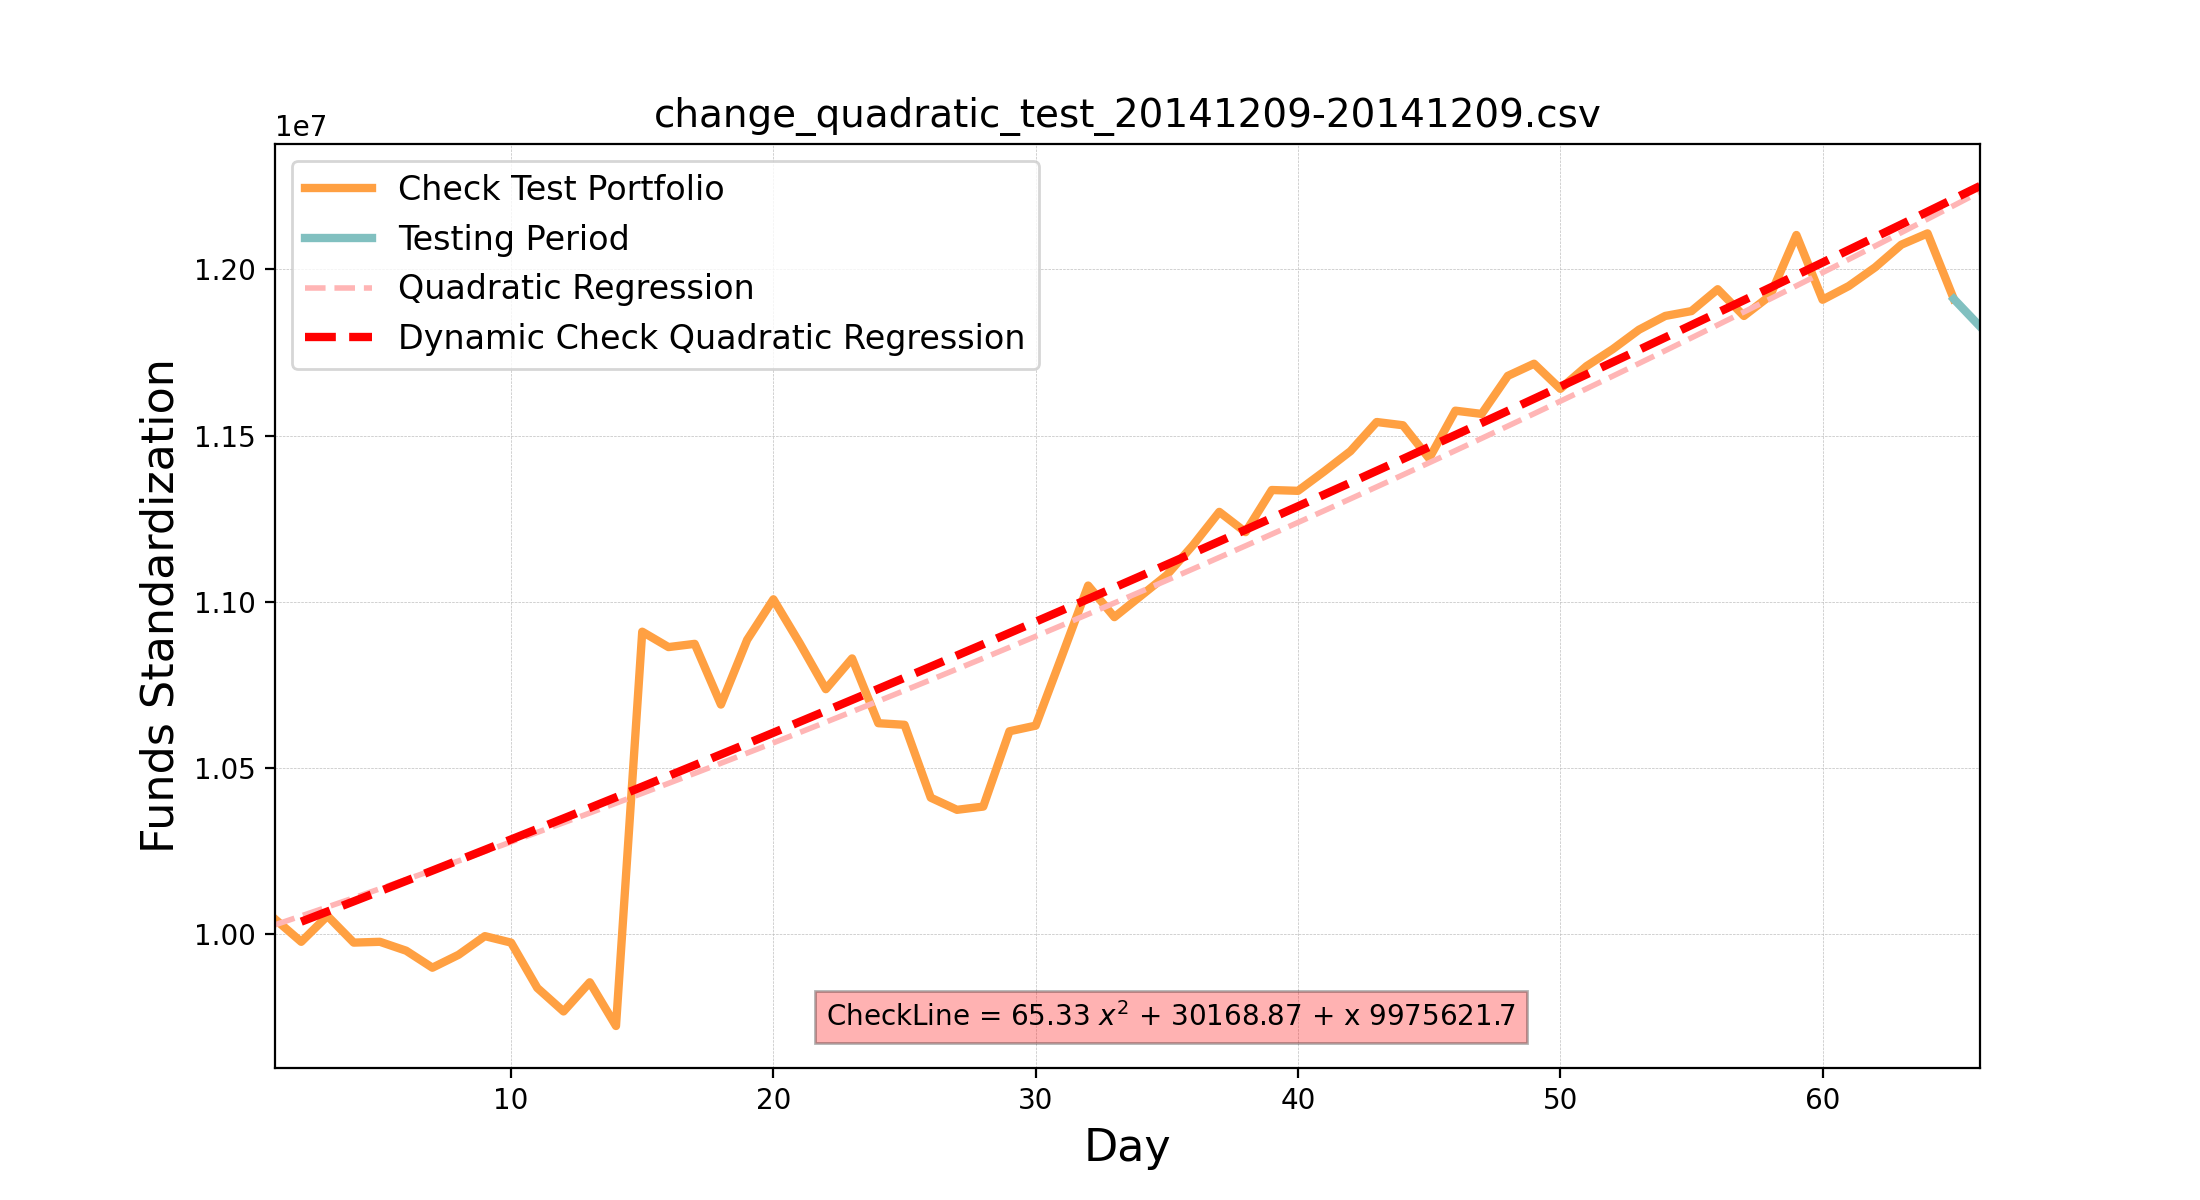 change_quadratic_test_20141209-20141209.csv
1e7
Check Test Portfolio
Testing Period
Quadratic Regression
Dynamic Check Quadratic Regression
1.20
1.15
1.10
1.05
1.00
Funds Standardization
CheckLine = 65.33 x² + 30168.87 + x 9975621.7
10 20 30 40 50 60
Day